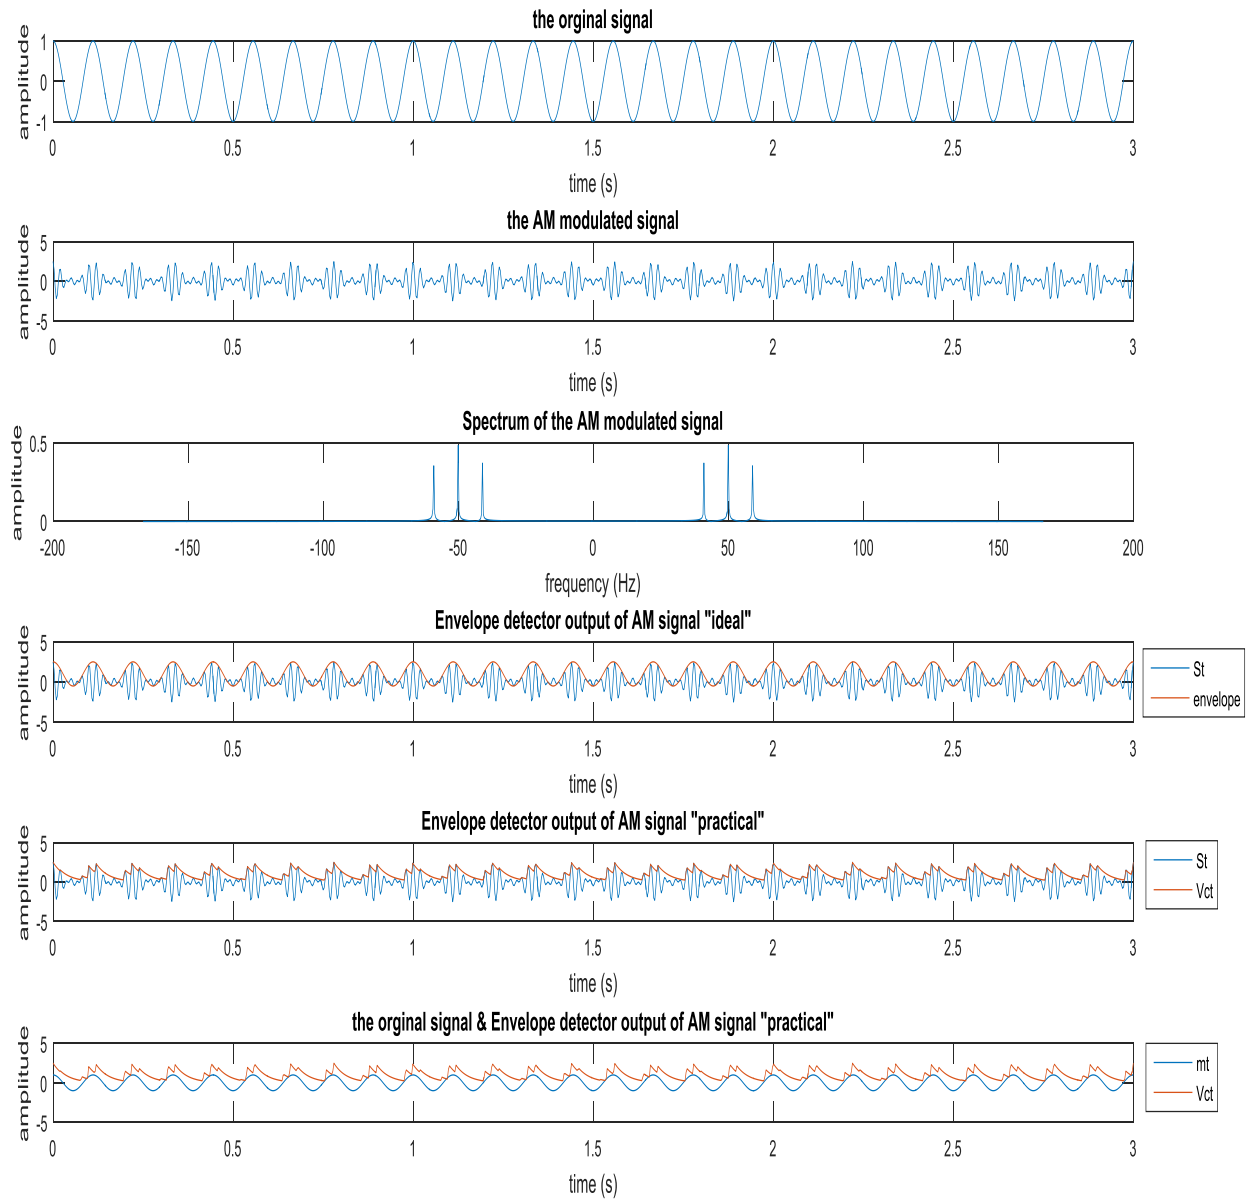 the orginal signal
amplitude
1
0
-1
0 0.5 1 1.5 2 2.5 3
time (s)
the AM modulated signal
amplitude
5
0
-5
0 0.5 1 1.5 2 2.5 3
time (s)
Spectrum of the AM modulated signal
amplitude
0.5
0
-200 -150 -100 -50 0 50 100 150 200
frequency (Hz)
Envelope detector output of AM signal "ideal"
amplitude
5
0
-5
0 0.5 1 1.5 2 2.5 3
time (s)
St
envelope
Envelope detector output of AM signal "practical"
amplitude
5
0
-5
0 0.5 1 1.5 2 2.5 3
time (s)
St
Vct
the orginal signal & Envelope detector output of AM signal "practical"
amplitude
5
0
-5
0 0.5 1 1.5 2 2.5 3
time (s)
mt
Vct